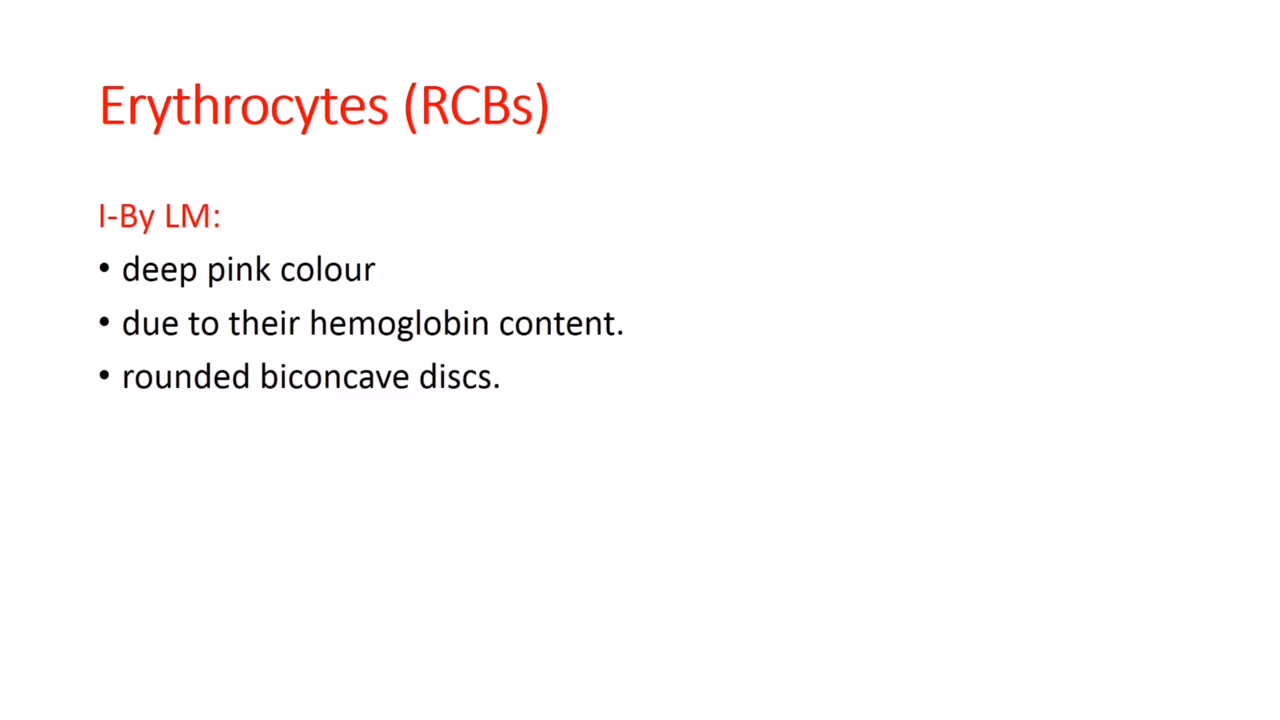 Erythrocytes (RCBs)
I-By LM:
• deep pink colour
• due to their hemoglobin content.
• rounded biconcave discs.